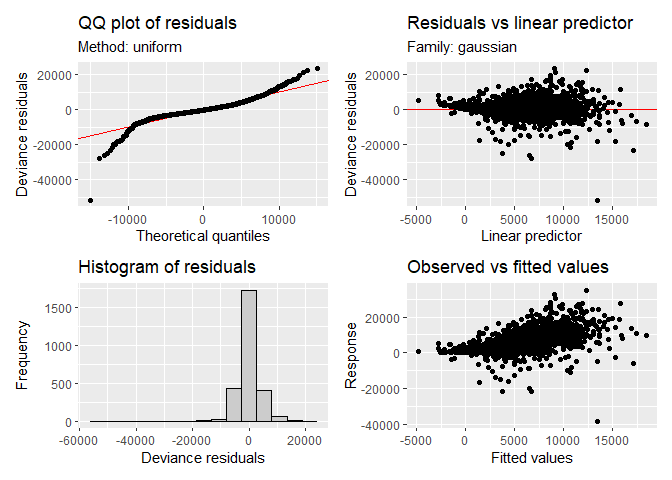 QQ plot of residuals
Method: uniform
20000
0
-20000
-40000
Deviance residuals
-10000
0
10000
Theoretical quantiles
Residuals vs linear predictor
Family: gaussian
20000
0
-20000
-40000
Deviance residuals
-5000
0
5000
10000
15000
Linear predictor
Histogram of residuals
1500
1000
500
0
Frequency
-60000
-40000
-20000
0
20000
Deviance residuals
Observed vs fitted values
20000
0
-20000
-40000
Response
-5000
0
5000
10000
15000
Fitted values